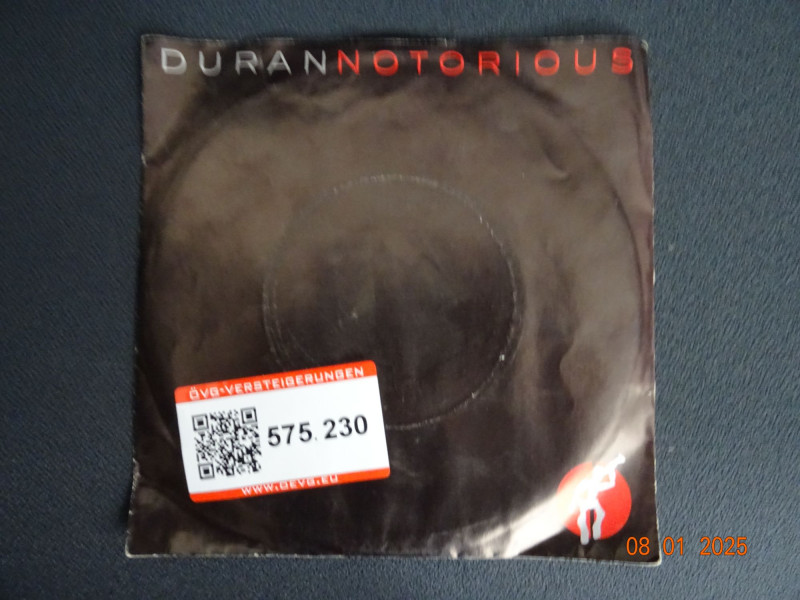 DURANNOTORIOUS
ÖVG-VERSTEIGERUNGEN
575.230
WWW.OEVG.EU
08 01 2025